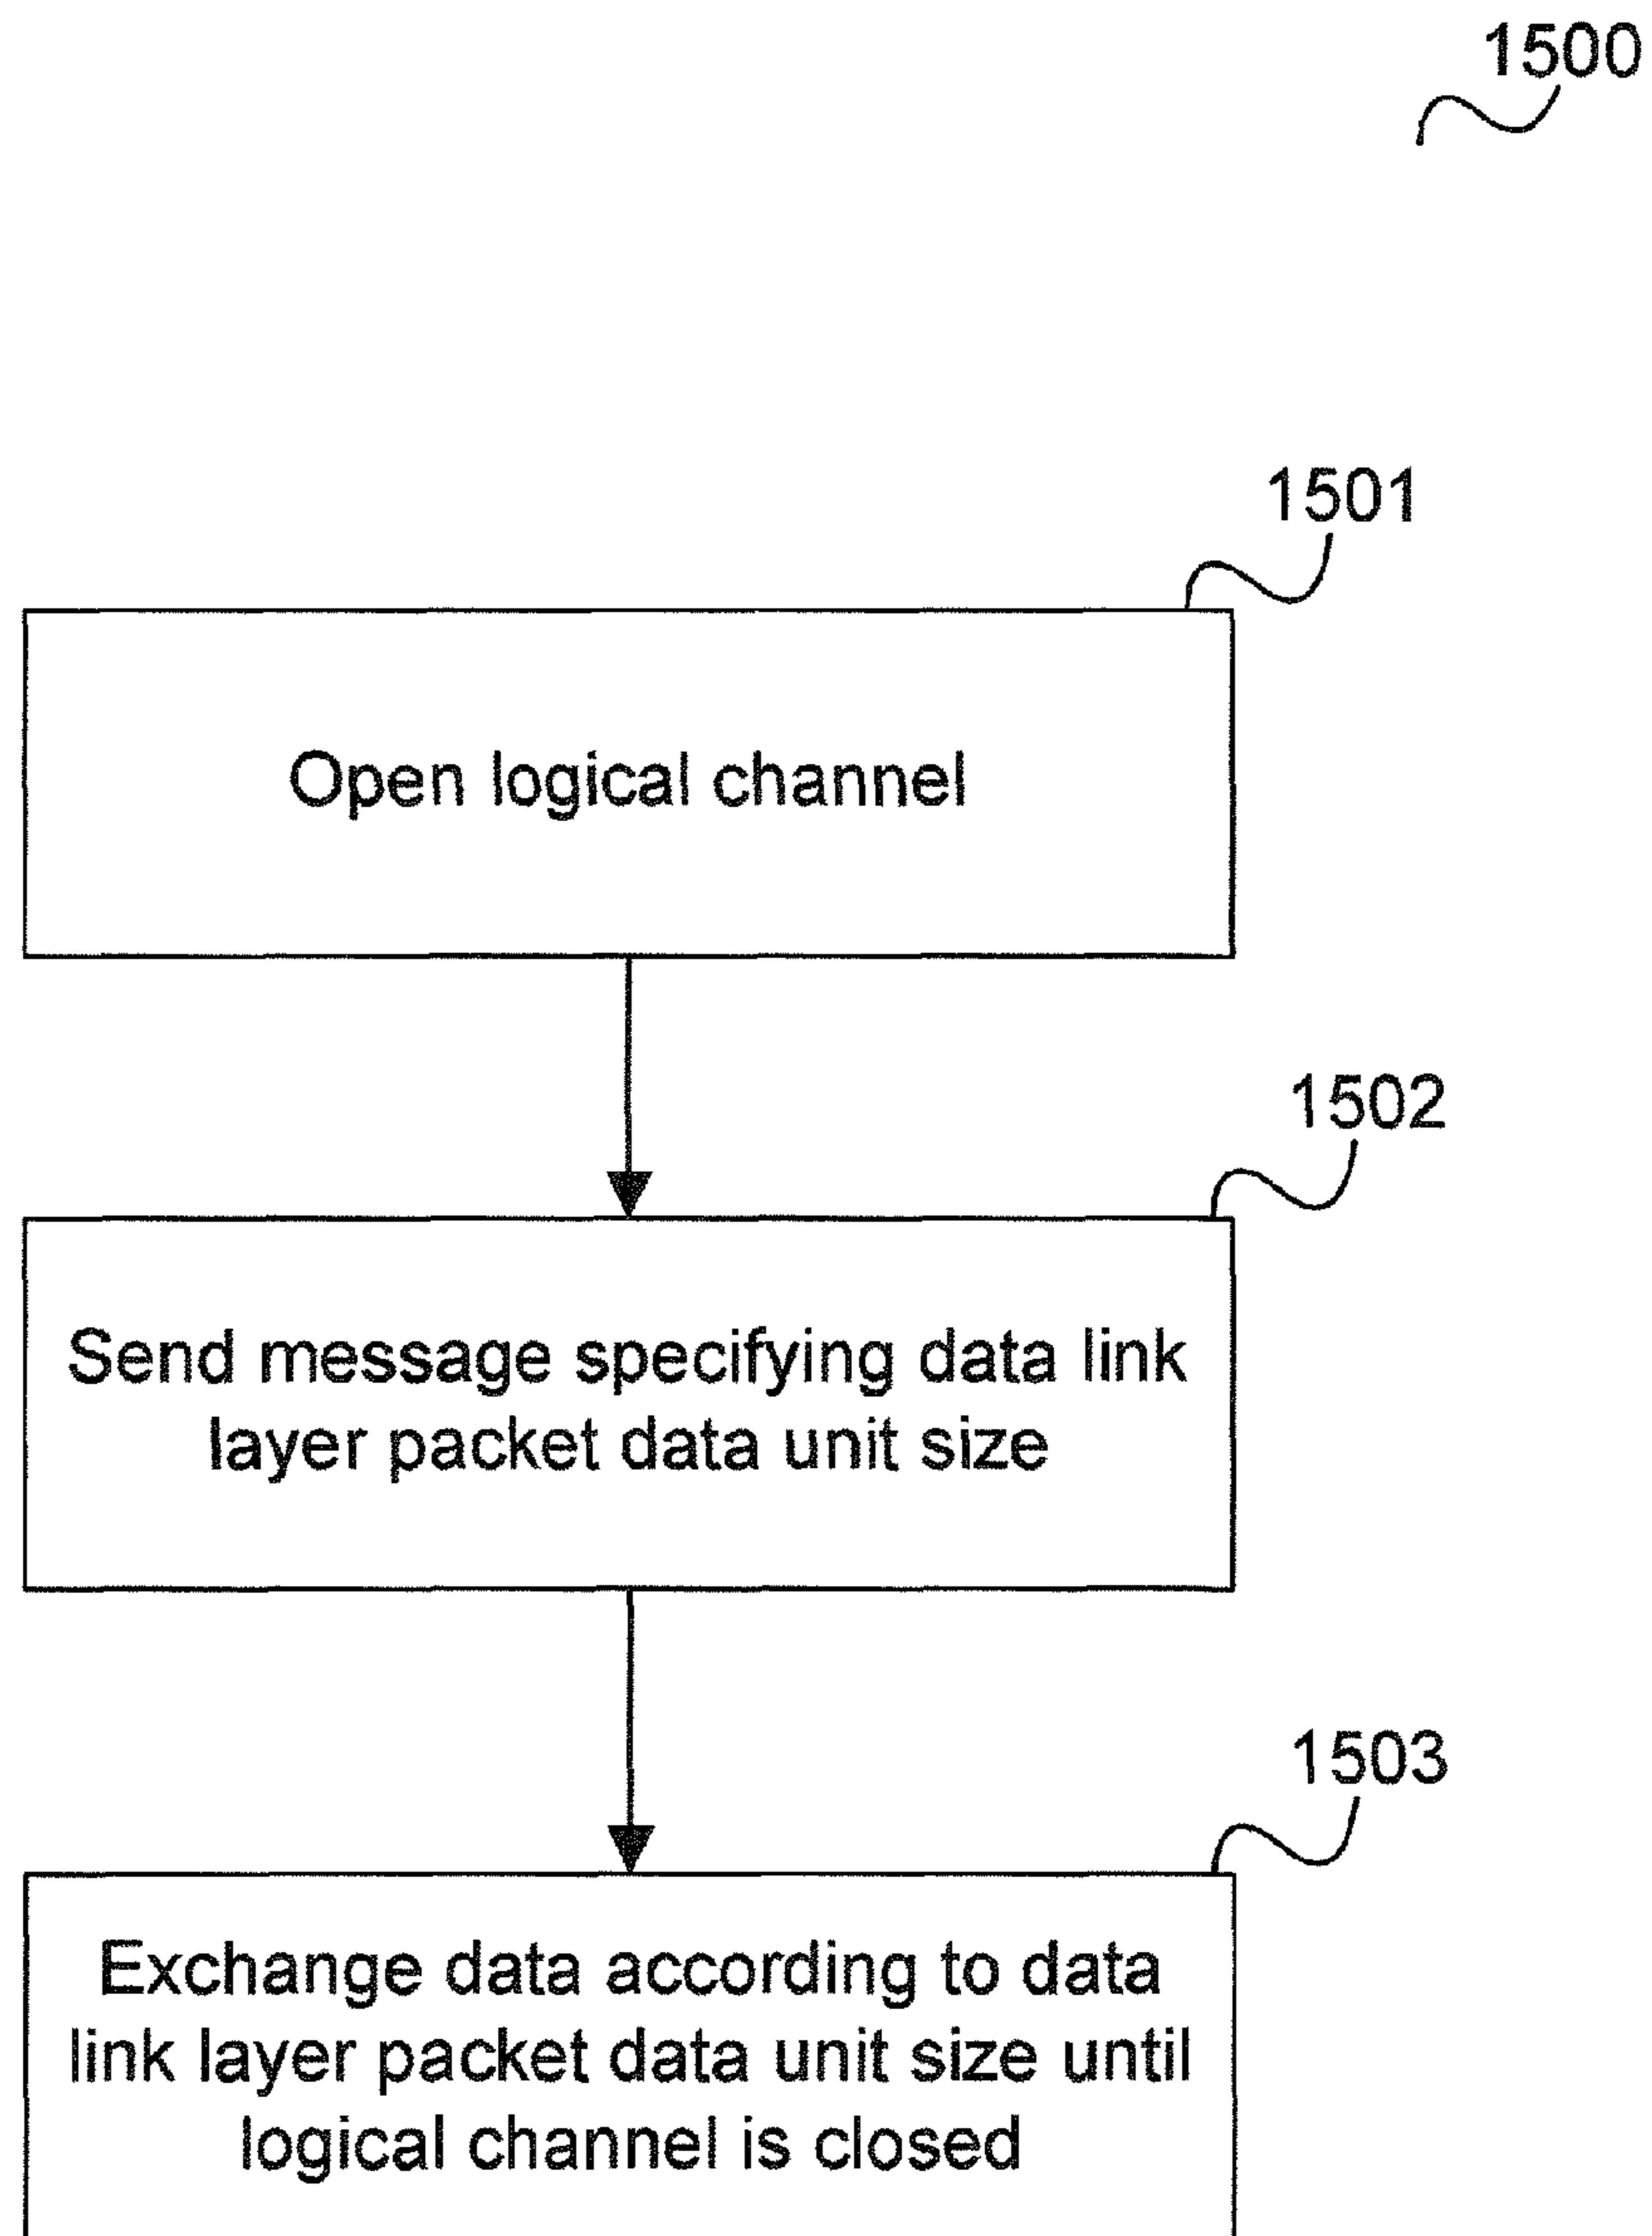 1500
1501
Open logical channel
1502
Send message specifying data link
layer packet data unit size
1503
Exchange data according to data
link layer packet data unit size until
logical channel is closed